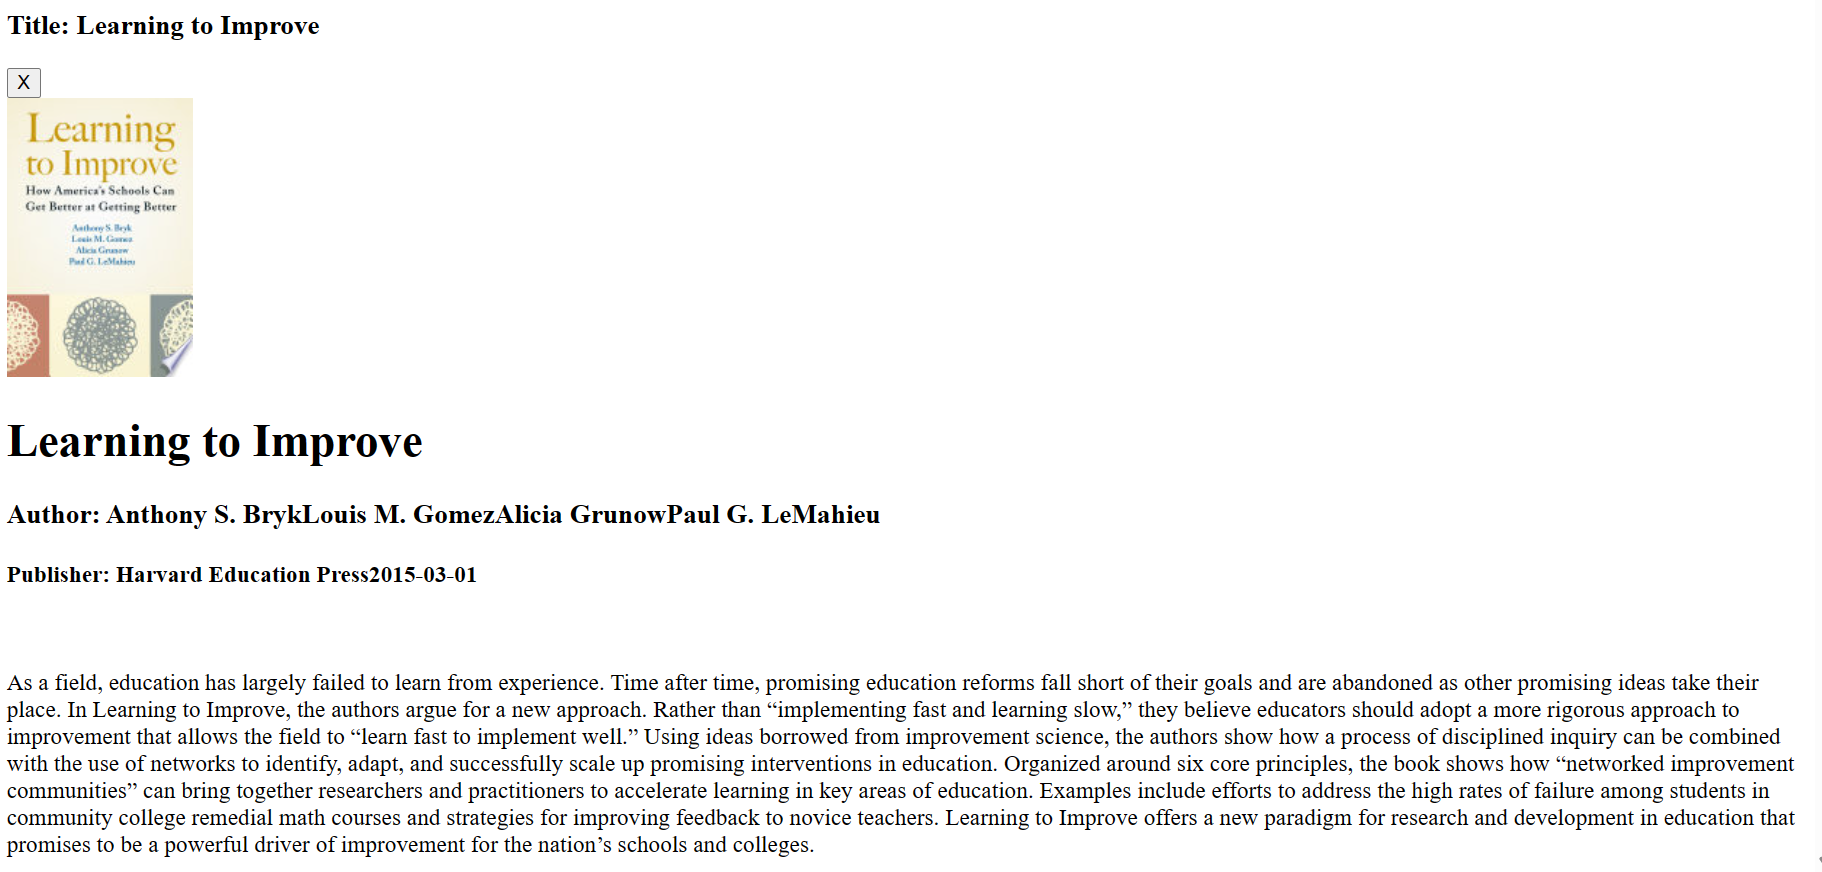 Title: Learning to Improve
X
Learning
to Improve
How America's Schools Can
Get Better at Getting Better
Anthony S. Bryk
Louis M. Gomez
Alicia Grunow
Paul G. LeMahieu
Learning to Improve
Author: Anthony S. BrykLouis M. GomezAlicia GrunowPaul G. LeMahieu
Publisher: Harvard Education Press2015-03-01
As a field, education has largely failed to learn from experience. Time after time, promising education reforms fall short of their goals and are abandoned as other promising ideas take their
place. In Learning to Improve, the authors argue for a new approach. Rather than “implementing fast and learning slow,” they believe educators should adopt a more rigorous approach to
improvement that allows the field to “learn fast to implement well.” Using ideas borrowed from improvement science, the authors show how a process of disciplined inquiry can be combined
with the use of networks to identify, adapt, and successfully scale up promising interventions in education. Organized around six core principles, the book shows how “networked improvement
communities” can bring together researchers and practitioners to accelerate learning in key areas of education. Examples include efforts to address the high rates of failure among students in
community college remedial math courses and strategies for improving feedback to novice teachers. Learning to Improve offers a new paradigm for research and development in education that
promises to be a powerful driver of improvement for the nation’s schools and colleges.